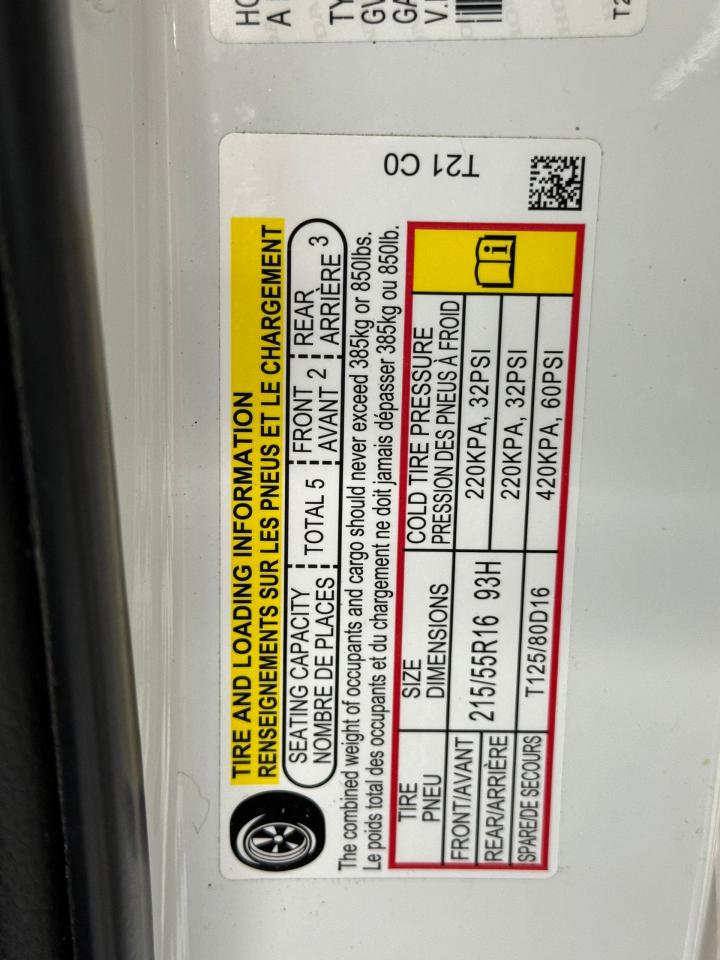 TIRE AND LOADING INFORMATION
RENSEIGNEMENTS SUR LES PNEUS ET LE CHARGEMENT
SEATING CAPACITY
NOMBRE DE PLACES
TOTAL 5
FRONT
AVANT 2
REAR
ARRIÈRE 3
The combined weight of occupants and cargo should never exceed 385kg or 850lbs.
Le poids total des occupants et du chargement ne doit jamais dépasser 385kg ou 850lb.
TIRE
PNEU
SIZE
DIMENSIONS
COLD TIRE PRESSURE
PRESSION DES PNEUS À FROID
FRONT/AVANT
215/55R16 93H
220KPA, 32PSI
REAR/ARRIÈRE
220KPA, 32PSI
SPARE/DE SECOURS
T125/80D16
420KPA, 60PSI
T21 C0